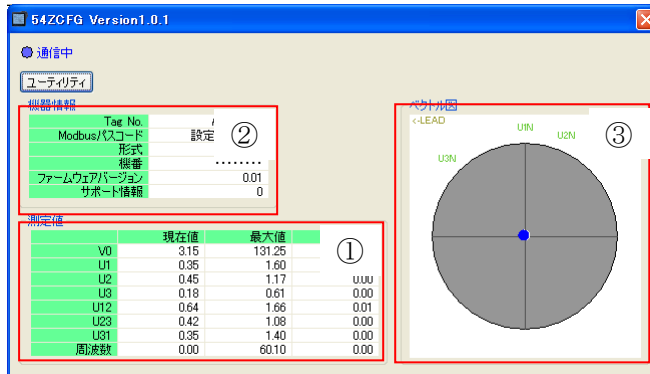 54ZCFG Version1.0.1
通信中
ユーティリティ
機器情報
Tag No.
Modbusパスコード 設定
形式
機番 ........
ファームウェアバージョン 0.01
サポート情報 0
②
測定値
現在値 最大値
V0 3.15 131.25
U1 0.35 1.60
U2 0.45 1.17 0.00
U3 0.18 0.61 0.00
U12 0.64 1.66 0.01
U23 0.42 1.08 0.00
U31 0.35 1.40 0.00
周波数 0.00 60.10 0.00
①
ベクトル図
<-LEAD
U1N
U2N
U3N
③